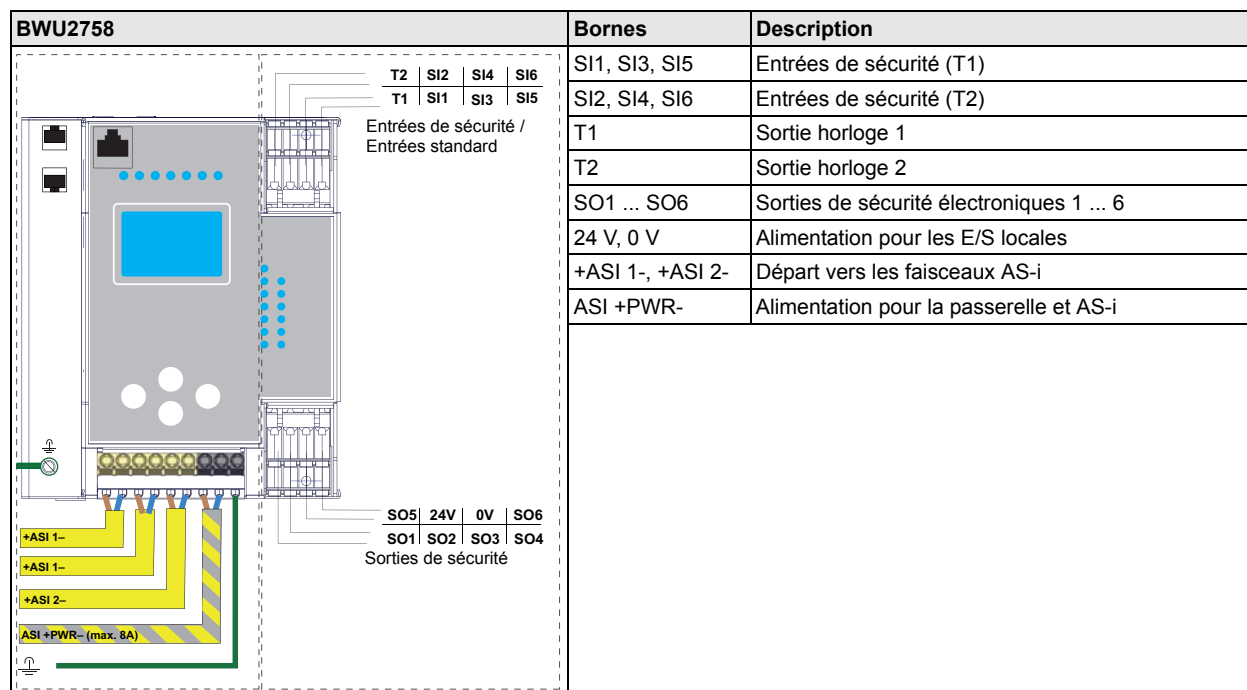 BWU2758
Bornes
Description
T2 SI2 SI4 SI6
T1 SI1 SI3 SI5
Entrées de sécurité /
Entrées standard
SO5 24V 0V SO6
SO1 SO2 SO3 SO4
Sorties de sécurité
+ASI 1–
+ASI 1–
+ASI 2–
ASI +PWR– (max. 8A)
SI1, SI3, SI5 Entrées de sécurité (T1)
SI2, SI4, SI6 Entrées de sécurité (T2)
T1 Sortie horloge 1
T2 Sortie horloge 2
SO1 ... SO6 Sorties de sécurité électroniques 1 ... 6
24 V, 0 V Alimentation pour les E/S locales
+ASI 1-, +ASI 2- Départ vers les faisceaux AS-i
ASI +PWR- Alimentation pour la passerelle et AS-i